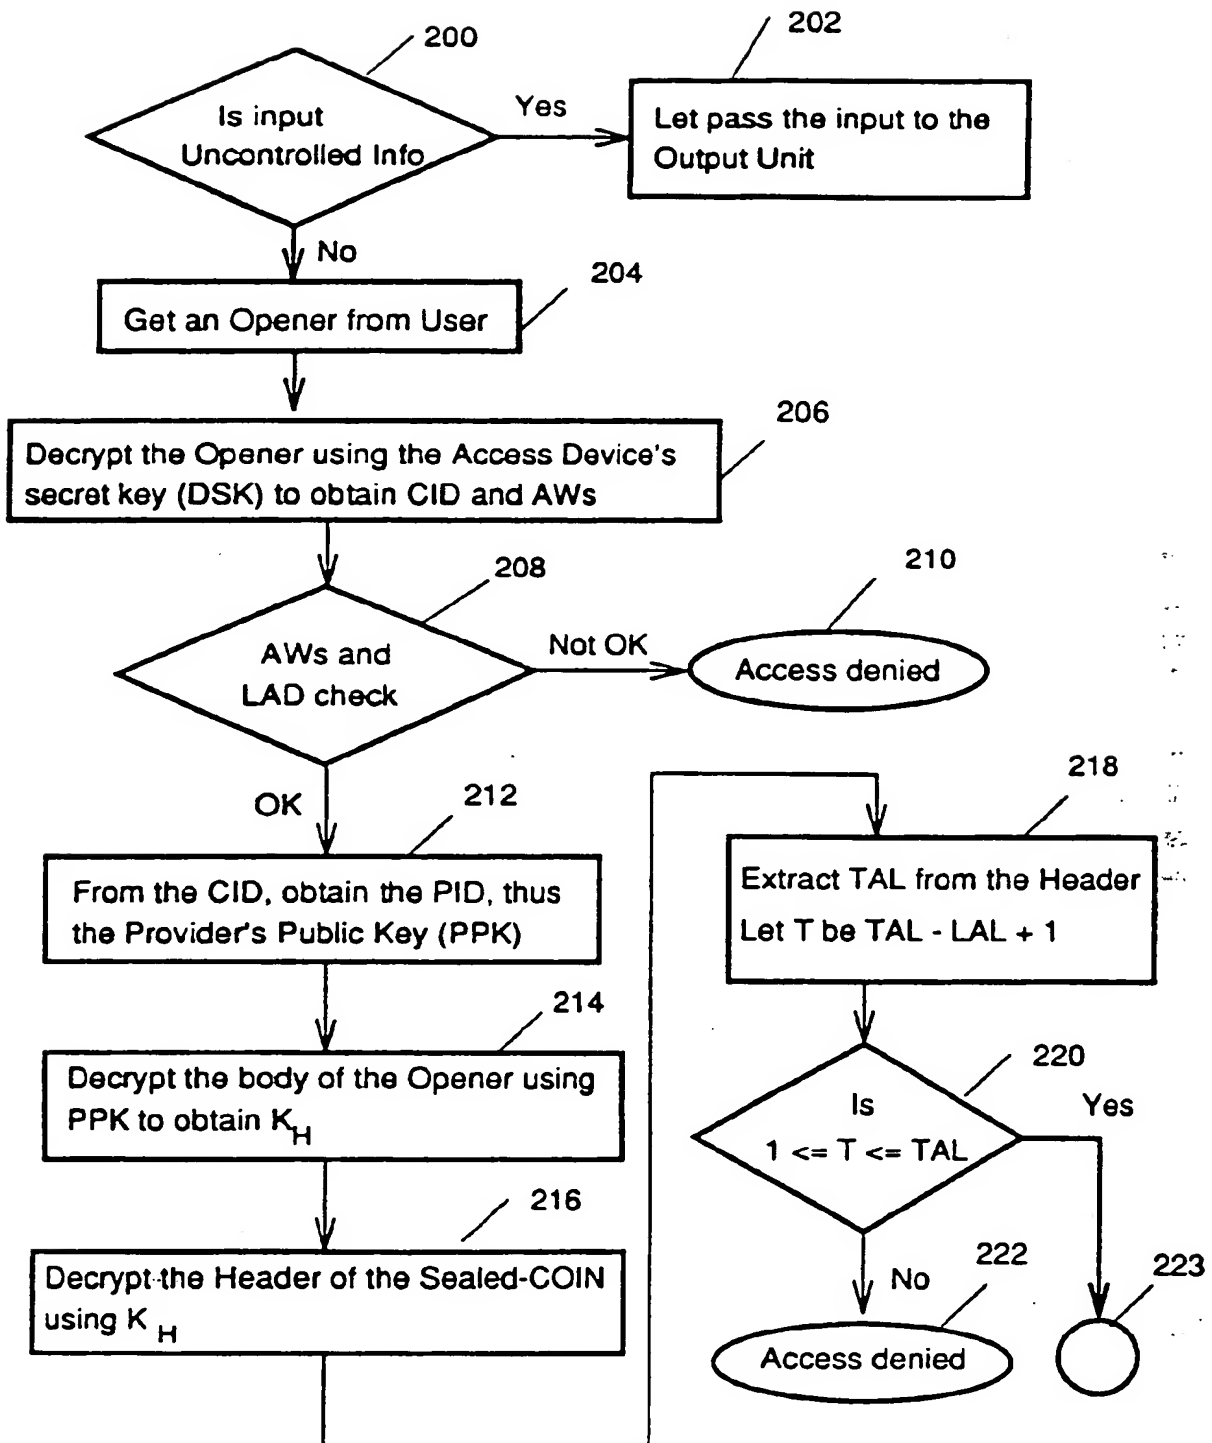 200
Is input
Uncontrolled Info
Yes
202
Let pass the input to the
Output Unit
No
204
Get an Opener from User
206
Decrypt the Opener using the Access Device's
secret key (DSK) to obtain CID and AWs
208
AWs and
LAD check
Not OK
210
Access denied
OK
212
From the CID, obtain the PID, thus
the Provider's Public Key (PPK)
214
Decrypt the body of the Opener using
PPK to obtain K_H
216
Decrypt the Header of the Sealed-COIN
using K_H
218
Extract TAL from the Header
Let T be TAL - LAL + 1
220
Is
1 <= T <= TAL
Yes
No
222
Access denied
223